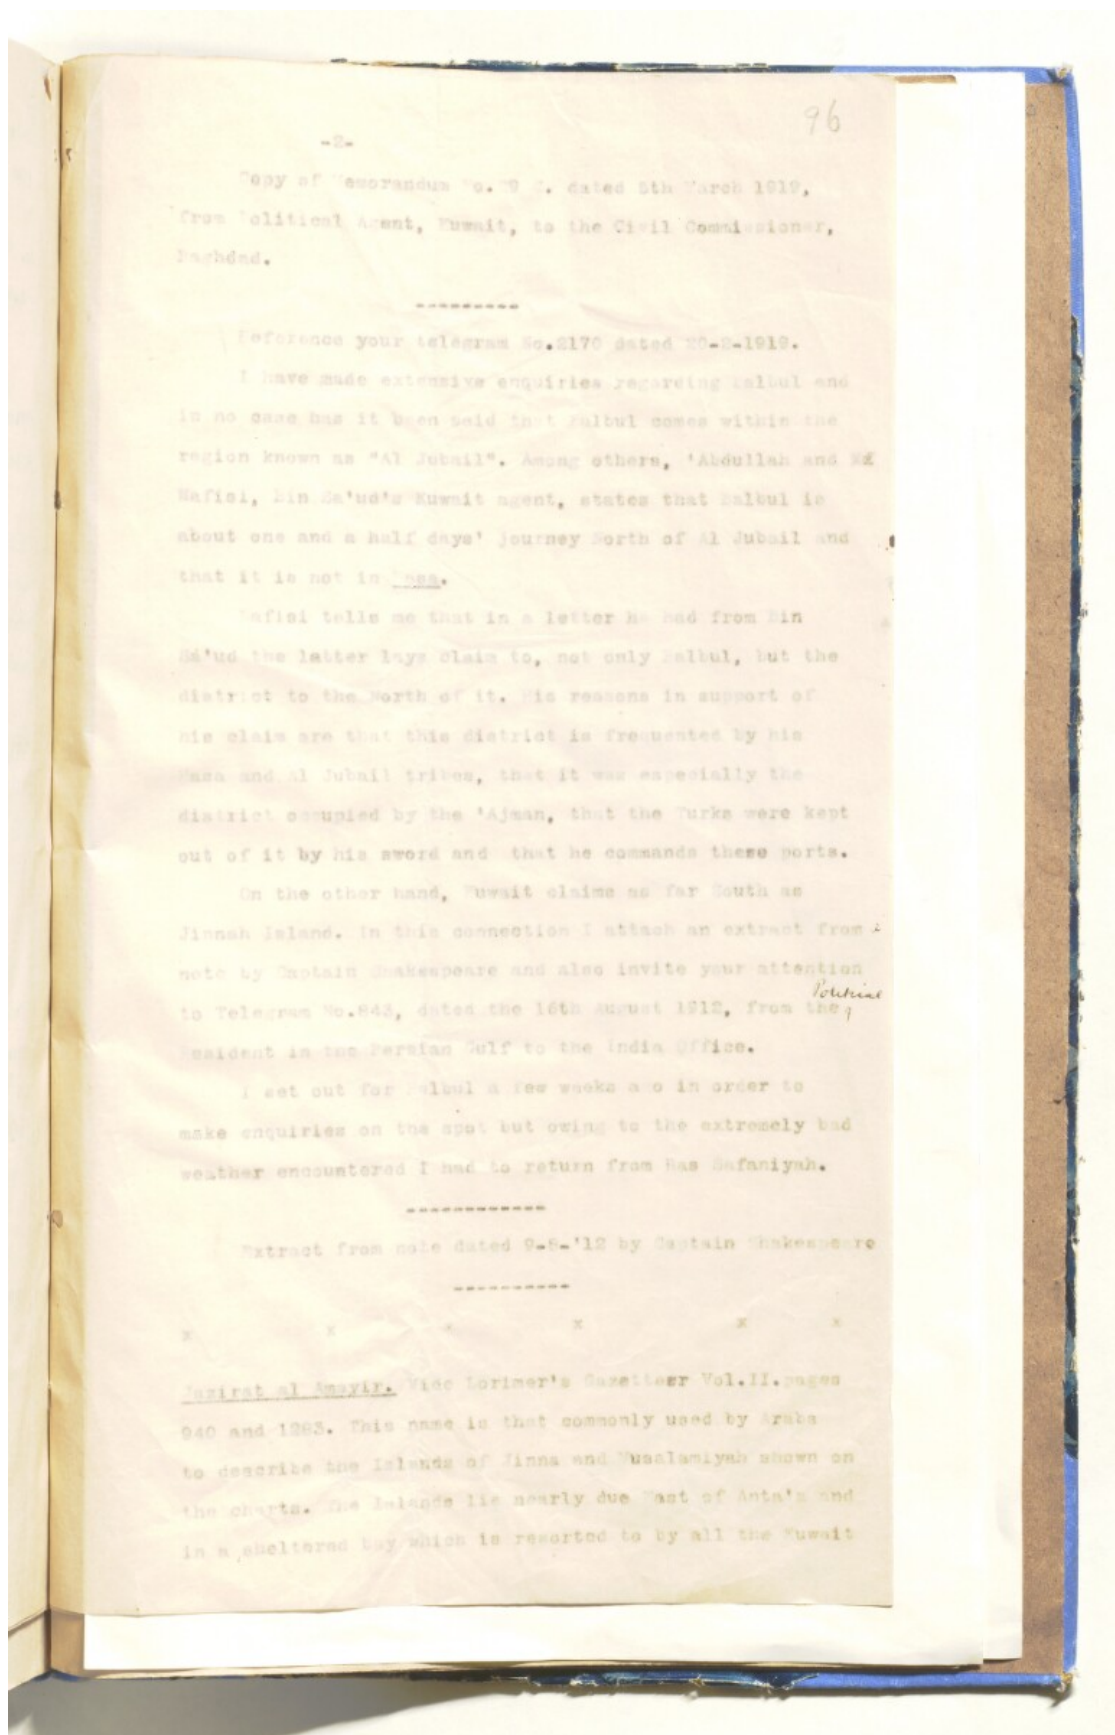 96
-2-
Copy of Memorandum No. dated 5th March 1919,
from Political Agent, Kuwait, to the Civil Commissioner,
Baghdad.
---------
Reference your telegram No.2170 dated 20-2-1919.
I have made extensive enquiries regarding Balbul and
in no case has it been said that Balbul comes within the
region known as "Al Jubail". Among others, 'Abdullah and
Nafisi, Bin Sa'ud's Kuwait agent, states that Balbul is
about one and a half days' journey North of Al Jubail and
that it is not in Hasa.
Nafisi tells me that in a letter he had from Bin
Sa'ud the latter lays claim to, not only Balbul, but the
district to the North of it. His reasons in support of
his claim are that this district is frequented by his
Hasa and Al Jubail tribes, that it was especially the
district occupied by the 'Ajman, that the Turks were kept
out of it by his sword and that he commands these ports.
On the other hand, Kuwait claims as far South as
Jinnah Island. In this connection I attach an extract from a
note by Captain Shakespeare and also invite your attention
to Telegram No.843, dated the 16th August 1912, from the Political
Resident in the Persian Gulf to the India Office.
I set out for Balbul a few weeks ago in order to
make enquiries on the spot but owing to the extremely bad
weather encountered I had to return from Ras Safaniyah.
------------
Extract from note dated 9-8-'12 by Captain Shakespeare
----------
x x x x x x
Jazirat al Amayir. Vide Lorimer's Gazetteer Vol.II.pages
940 and 1293. This name is that commonly used by Arabs
to describe the islands of Jinna and Musalamiyah shown on
the charts. The islands lie nearly due East of Anta'a and
in a sheltered bay which is resorted to by all the Kuwait